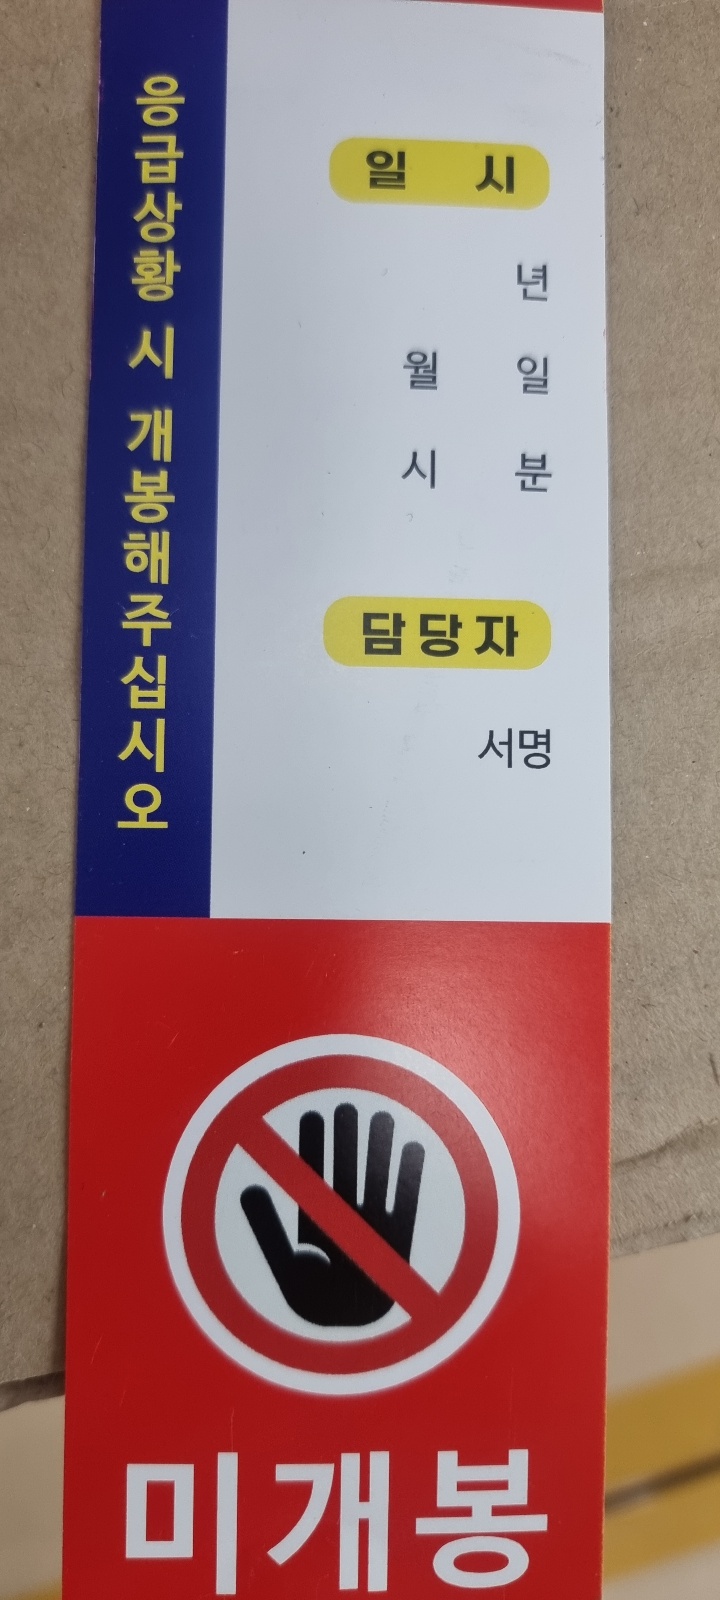 응급상황 시 개봉해주십시오
일 시
년
월 일
시 분
담당자
서명
미개봉